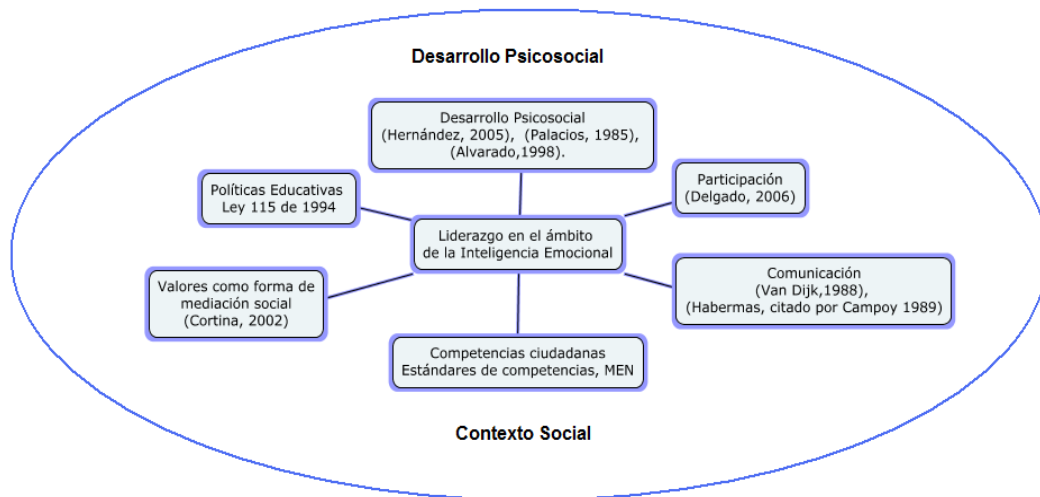 Desarrollo Psicosocial
Desarrollo Psicosocial
(Hernández, 2005), (Palacios, 1985),
(Alvarado,1998).
Políticas Educativas
Ley 115 de 1994
Participación
(Delgado, 2006)
Liderazgo en el ámbito
de la Inteligencia Emocional
Valores como forma de
mediación social
(Cortina, 2002)
Comunicación
(Van Dijk,1988),
(Habermas, citado por Campoy 1989)
Competencias ciudadanas
Estándares de competencias, MEN
Contexto Social